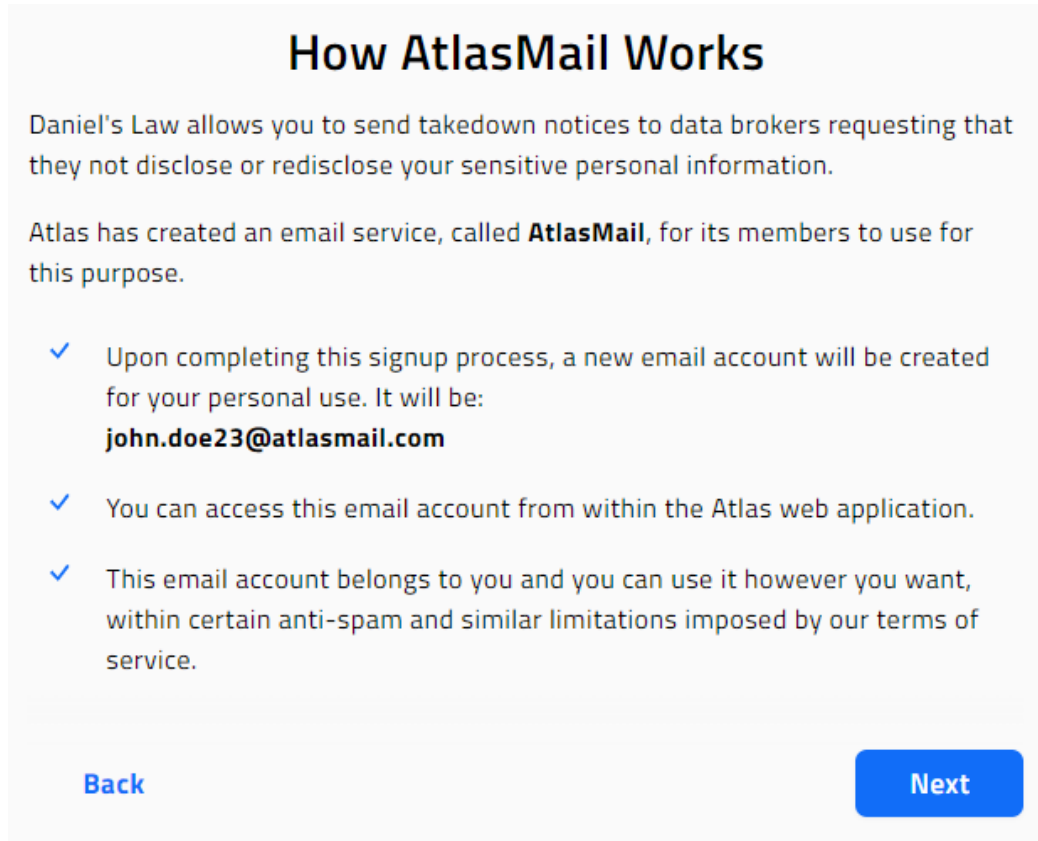 How AtlasMail Works
Daniel's Law allows you to send takedown notices to data brokers requesting that
they not disclose or redisclose your sensitive personal information.
Atlas has created an email service, called AtlasMail, for its members to use for
this purpose.
Upon completing this signup process, a new email account will be created
for your personal use. It will be:
john.doe23@atlasmail.com
You can access this email account from within the Atlas web application.
This email account belongs to you and you can use it however you want,
within certain anti-spam and similar limitations imposed by our terms of
service.
Back
Next